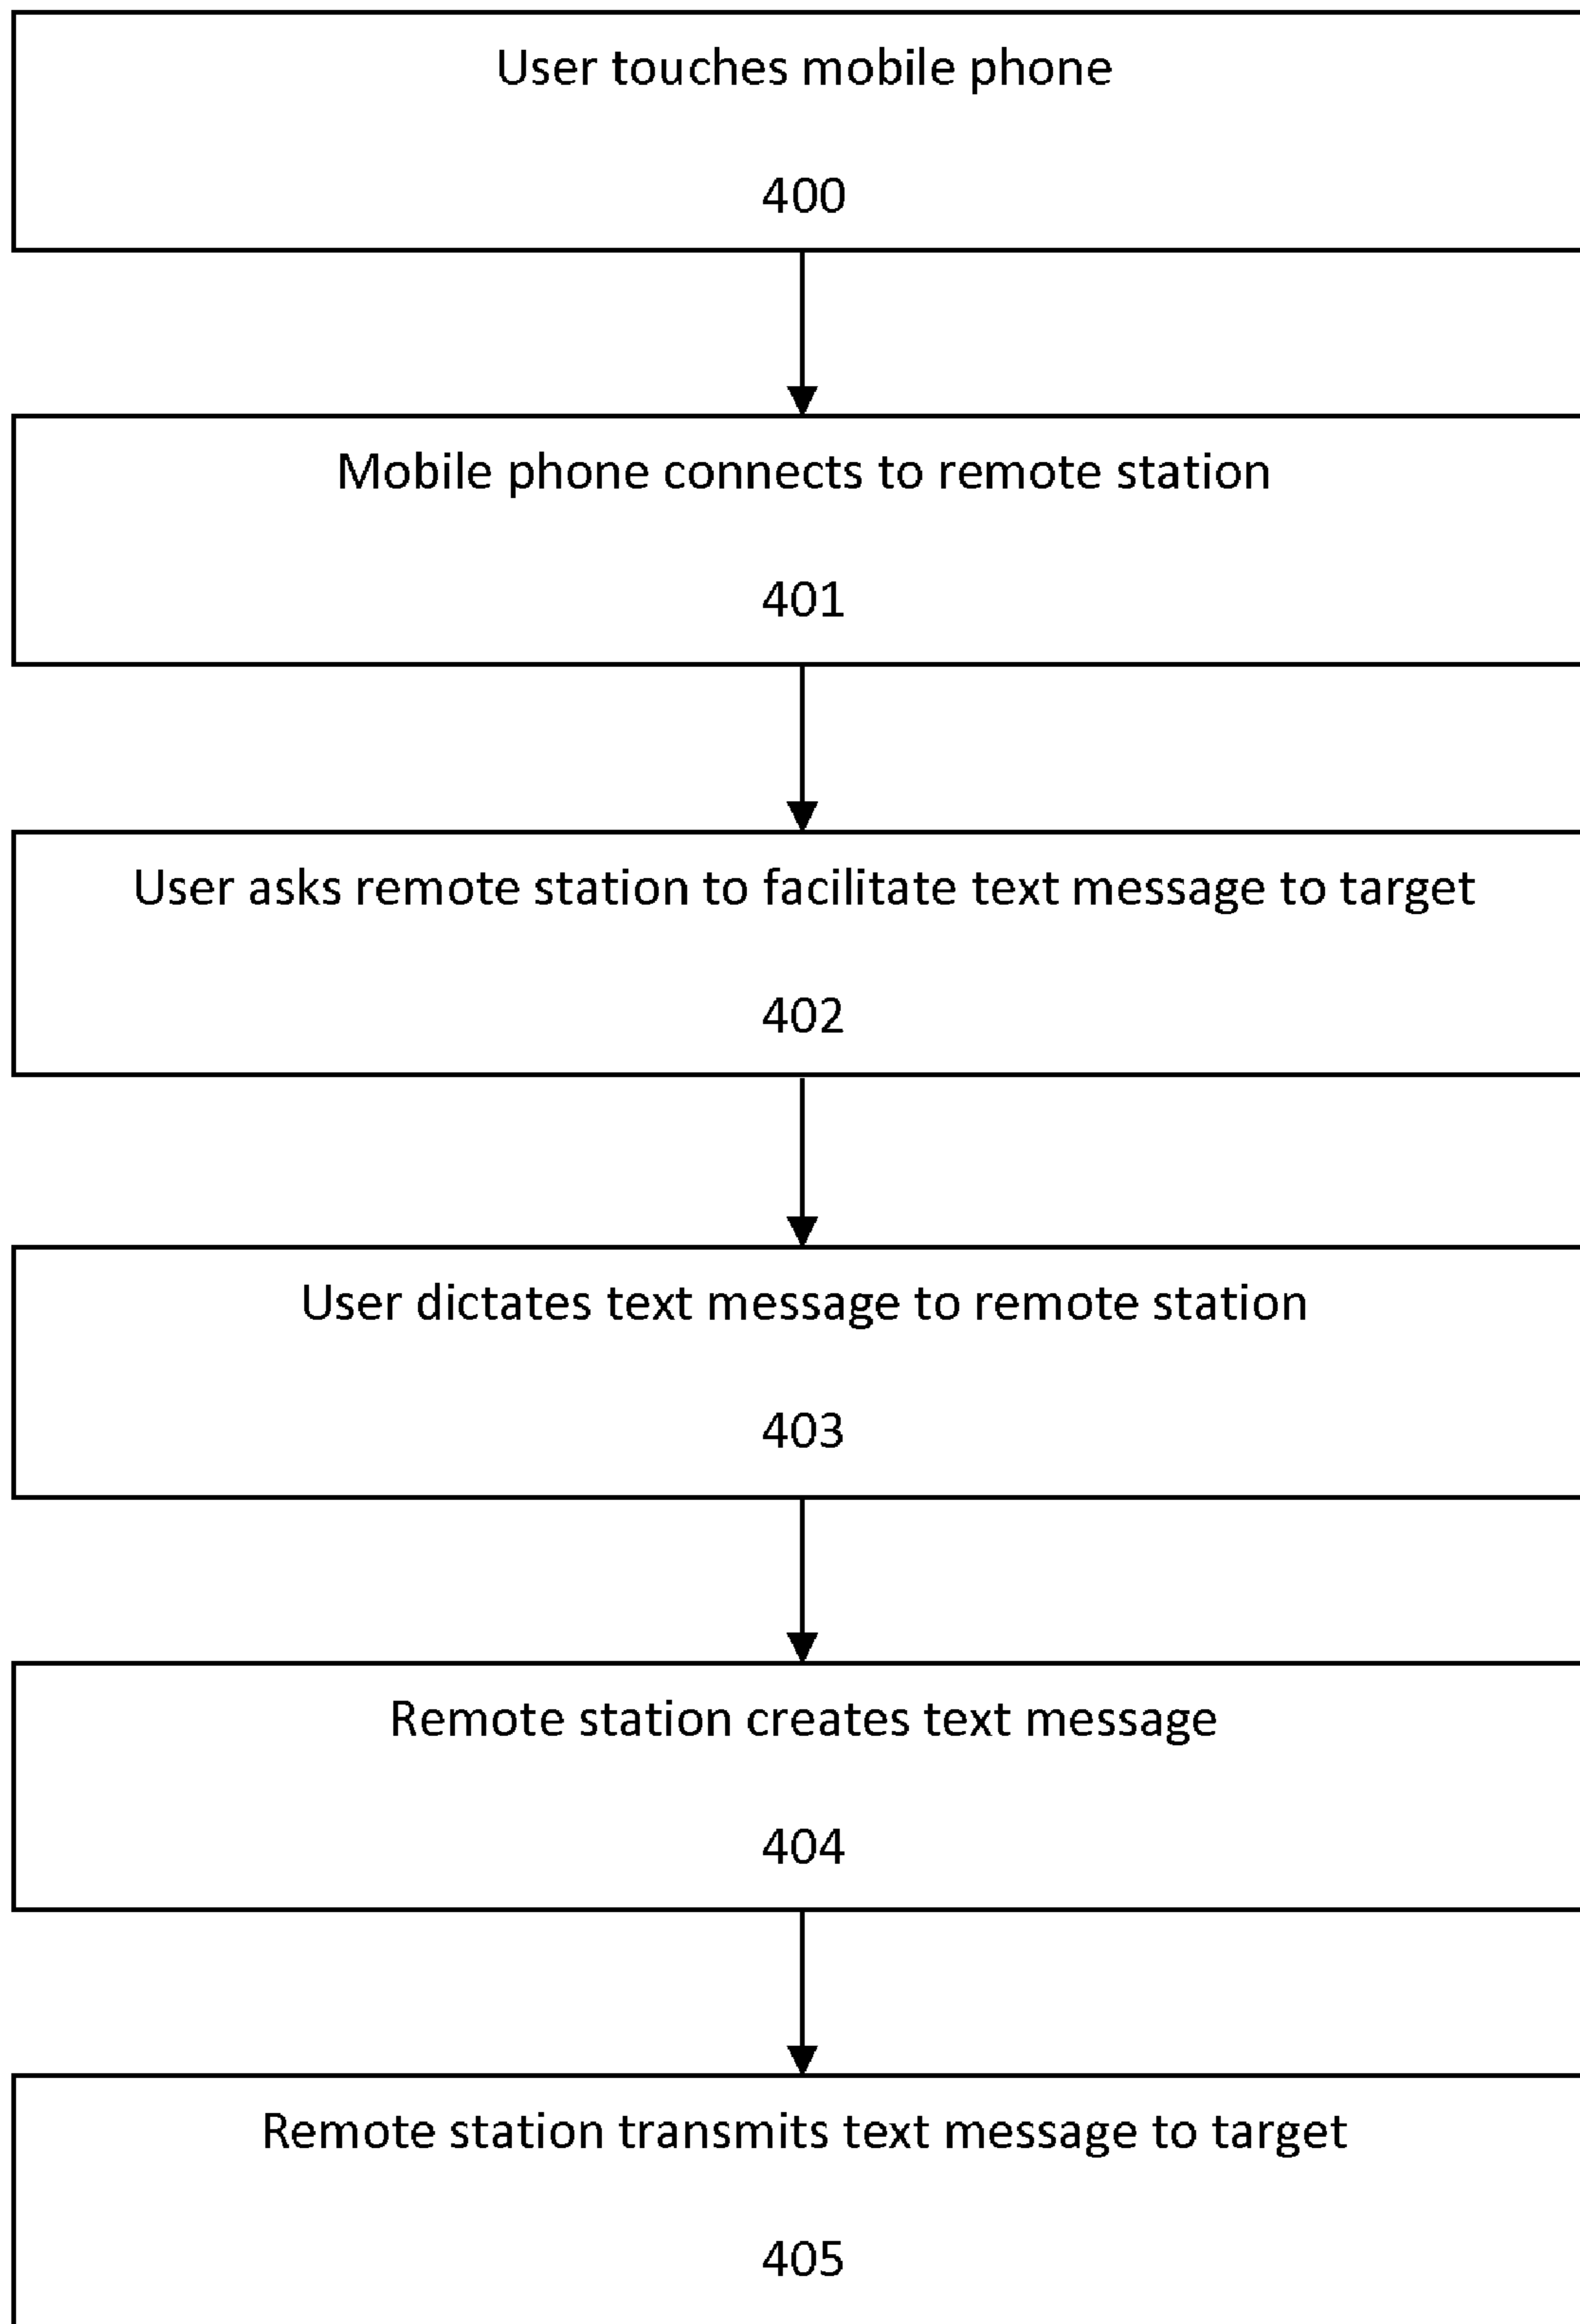 User touches mobile phone
400
Mobile phone connects to remote station
401
User asks remote station to facilitate text message to target
402
User dictates text message to remote station
403
Remote station creates text message
404
Remote station transmits text message to target
405